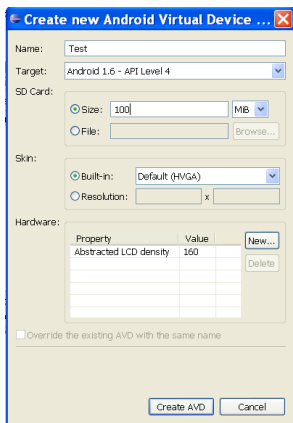 Create new Android Virtual Device ...
Name: Test
Target: Android 1.6 - API Level 4
SD Card:
Size: 100 MiB
File: Browse...
Skin:
Built-in: Default (HVGA)
Resolution: x
Hardware:
Property Value New...
Abstracted LCD density 160 Delete
Override the existing AVD with the same name
Create AVD Cancel